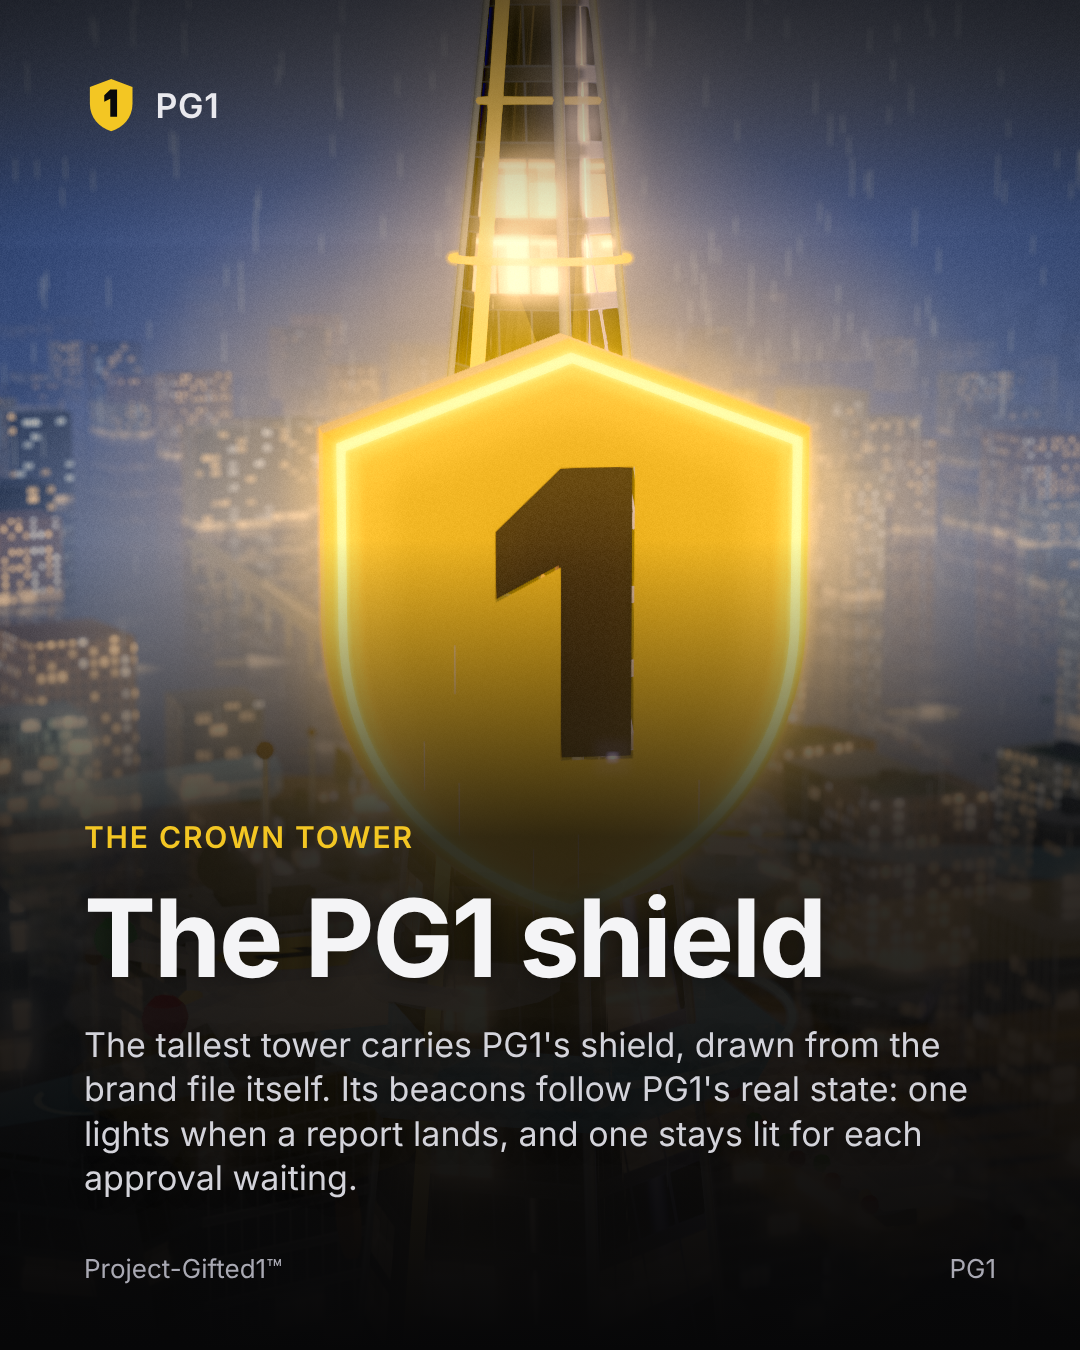 1 PG1
1
THE CROWN TOWER
The PG1 shield
The tallest tower carries PG1's shield, drawn from the
brand file itself. Its beacons follow PG1's real state: one
lights when a report lands, and one stays lit for each
approval waiting.
Project-Gifted1™ PG1